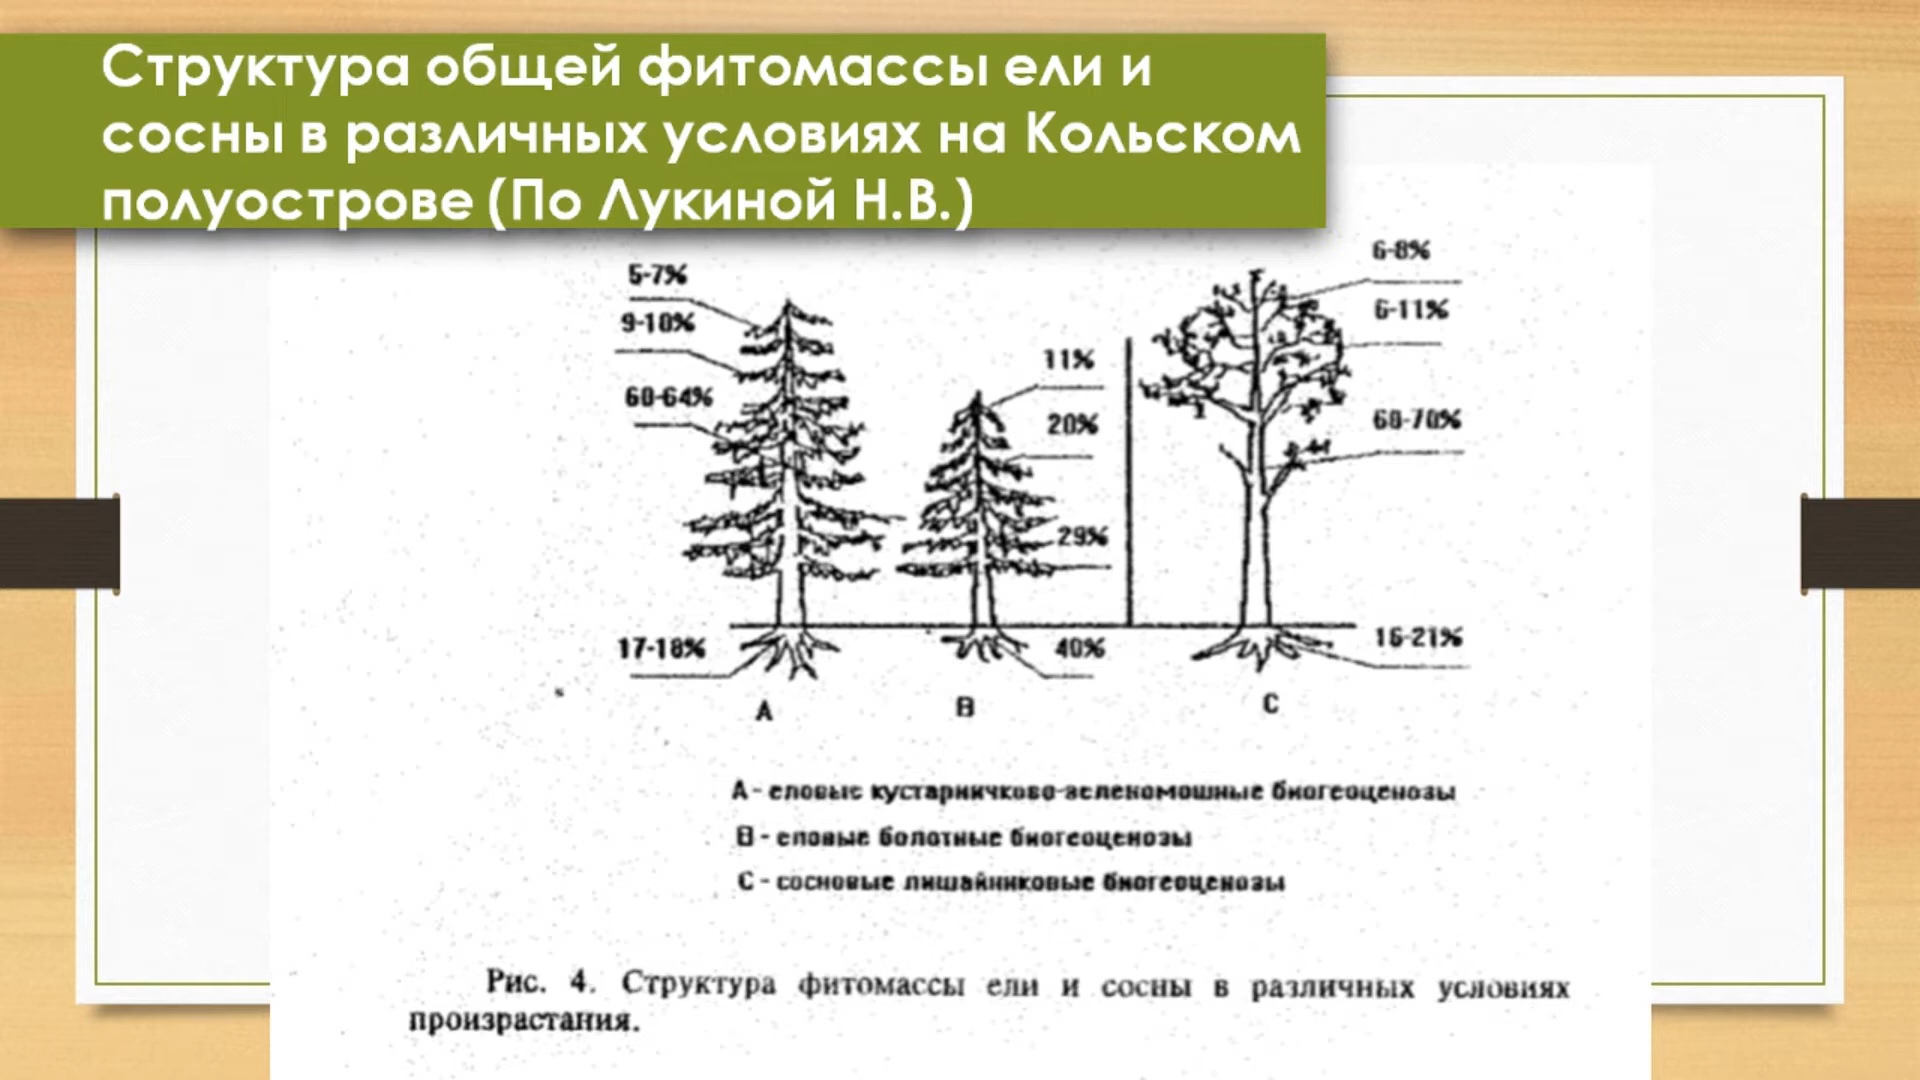 Структура общей фитомассы ели и
сосны в различных условиях на Кольском
полуострове (По Лукиной Н.В.)
5-7%
9-10%
60-64%
17-18%
11%
20%
29%
40%
6-8%
6-11%
60-70%
16-21%
A
B
C
A - еловые кустарничково-зеленомошные биогеоценозы
B - еловые болотные биогеоценозы
C - сосновые лишайниковые биогеоценозы
Рис. 4. Структура фитомассы ели и сосны в различных условиях
произрастания.